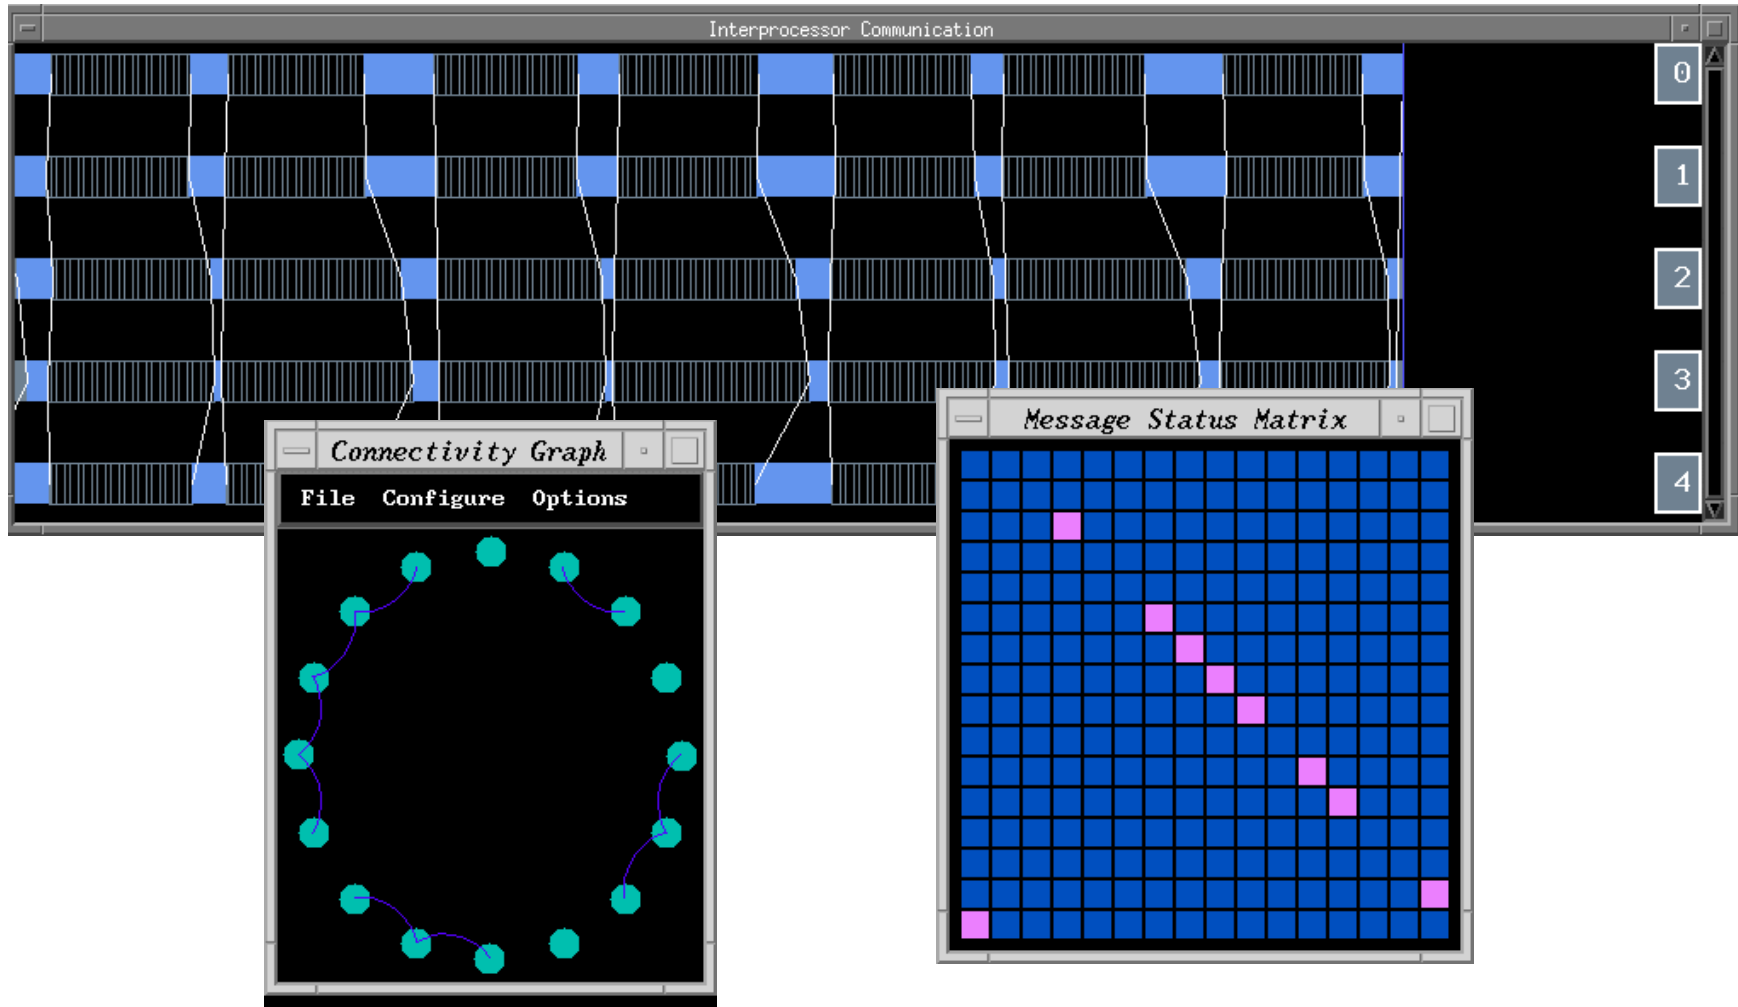 Interprocessor Communication
0
1
2
3
4
Connectivity Graph
File Configure Options
Message Status Matrix